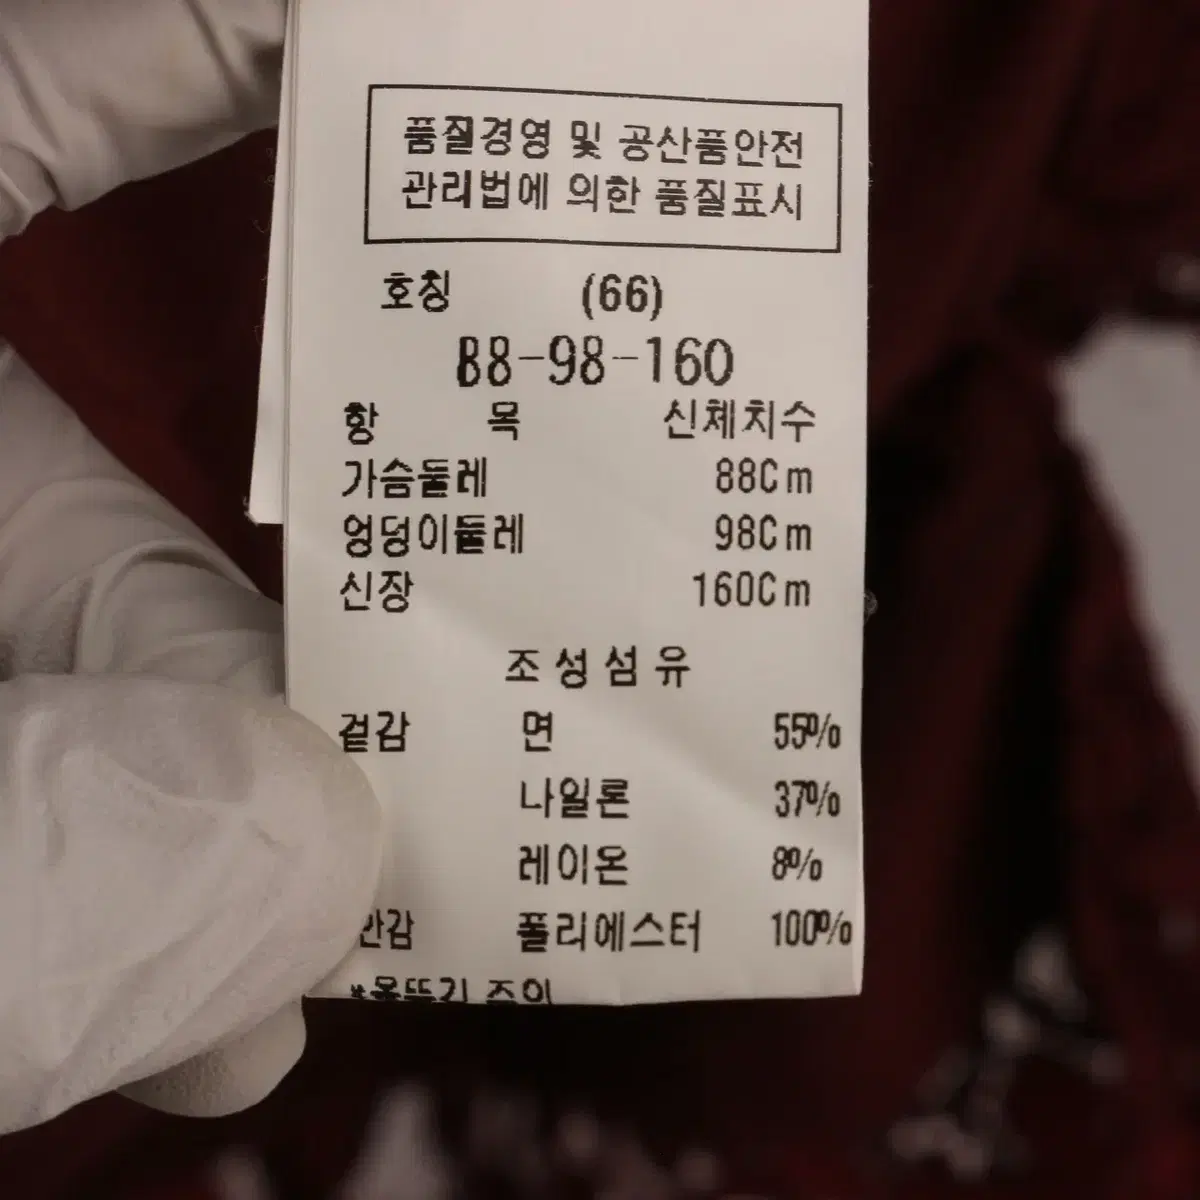 품질경영 및 공산품안전
관리법에 의한 품질표시
호칭 (66)
88-98-160
항 목 신체치수
가슴둘레 88Cm
엉덩이둘레 98Cm
신장 160Cm
조성섬유
겉감 면 55%
나일론 37%
레이온 8%
안감 폴리에스터 100%